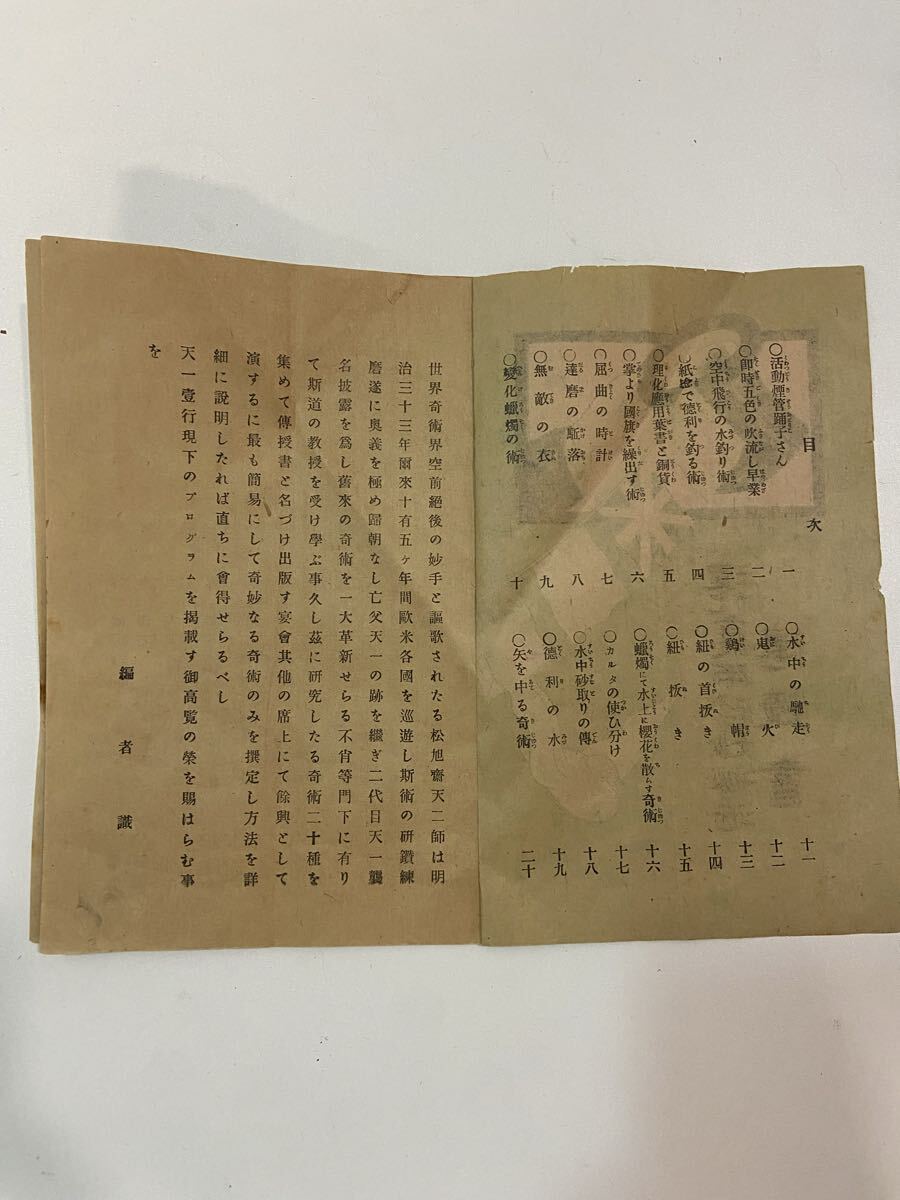 目次
○活動煙管踊子さん 一
○即時五色の吹流し早業 二
○空中飛行の水釣り術 三
○紙捻で德利を釣る術 四
○理化應用葉書と銅貨 五
○掌より國旗を繰出す術 六
○屈曲の時計 七
○達磨の駈落 八
○無敵の衣 九
○變化蠟燭の術 十
○水中の馳走 十一
○鬼火 十二
○鷄帽 十三
○紐の首拔き 十四
○紐拔き 十五
○蠟燭にて水上に櫻花を散らす奇術 十六
○カルタの使ひ分け 十七
○水中砂取りの傳 十八
○德利の水 十九
○矢を中る奇術 二十
世界奇術界空前絕後の妙手と謳歌されたる松旭齋天二師は明
治三十三年爾來十有五ヶ年間歐米各國を巡遊し斯術の研鑽練
磨遂に奧義を極め歸朝なし亡父天一の跡を繼ぎ二代目天一襲
名披露を爲し舊來の奇術を一大革新せらる不肖等門下に有り
て斯道の敎授を受け學ぶ事久し茲に硏究したる奇術二十種を
集めて傳授書と名づけ出版す宴會其他の席上にて餘興として
演ずるに最も簡易にして奇妙なる奇術のみを撰定し方法を詳
細に説明したれば直ちに會得せらるべし
天一壹行現下のプログラムを揭載す御高覧の榮を賜はらむ事
を
編者識